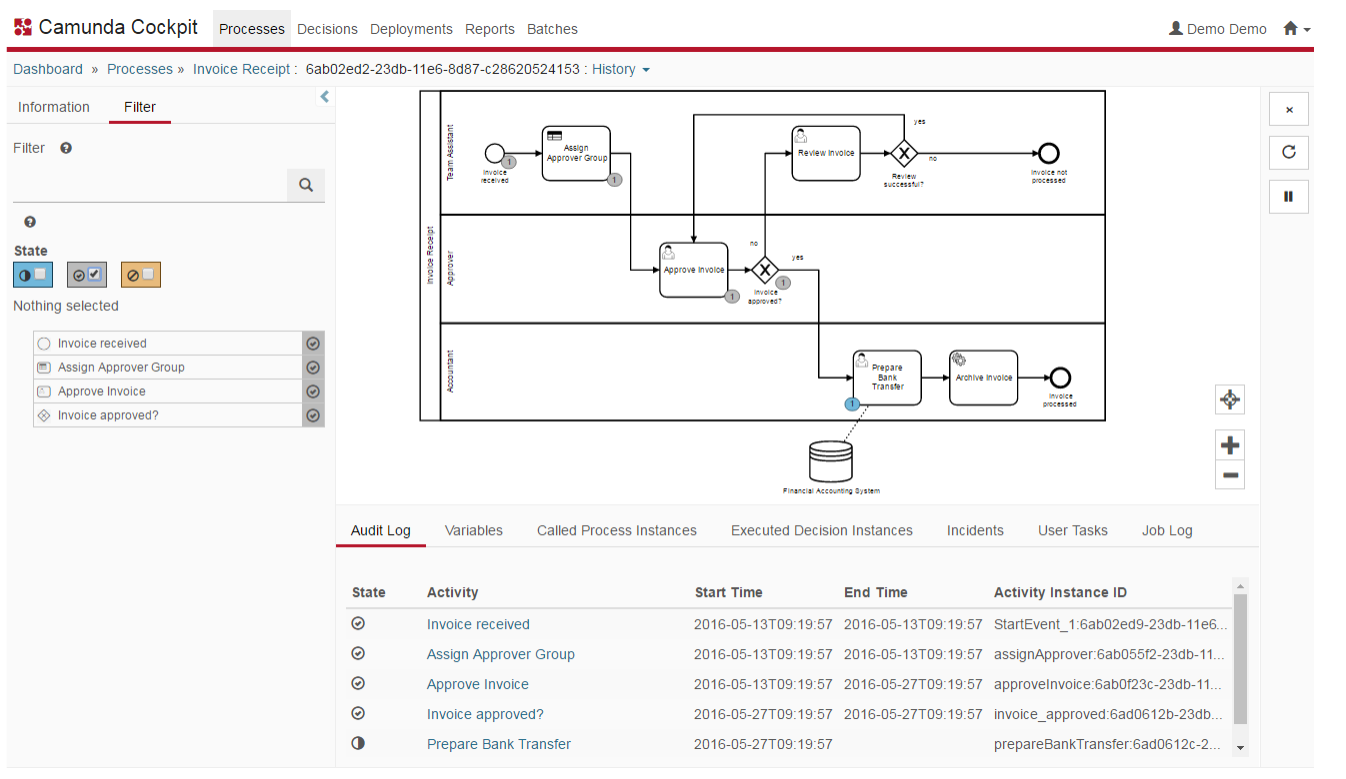 Camunda Cockpit Processes Decisions Deployments Reports Batches Demo Demo
Dashboard » Processes » Invoice Receipt : 6ab02ed2-23db-11e6-8d87-c28620524153 : History
Information Filter
Filter
State
Nothing selected
Invoice received
Assign Approver Group
Approve Invoice
Invoice approved?
Invoice Receipt
Team Assistant
Invoice
received
1
Assign
Approver Group
1
Review Invoice
yes
no
Review
successful?
Invoice not
processed
Approver
Approve Invoice
1
no
yes
1
Invoice
approved?
Accountant
Prepare
Bank
Transfer
1
Archive Invoice
Invoice
processed
Financial Accounting System
Audit Log Variables Called Process Instances Executed Decision Instances Incidents User Tasks Job Log
State Activity Start Time End Time Activity Instance ID
Invoice received 2016-05-13T09:19:57 2016-05-13T09:19:57 StartEvent_1:6ab02ed9-23db-11e6...
Assign Approver Group 2016-05-13T09:19:57 2016-05-13T09:19:57 assignApprover:6ab055f2-23db-11...
Approve Invoice 2016-05-13T09:19:57 2016-05-27T09:19:57 approveInvoice:6ab0f23c-23db-11...
Invoice approved? 2016-05-27T09:19:57 2016-05-27T09:19:57 invoice_approved:6ad0612b-23db...
Prepare Bank Transfer 2016-05-27T09:19:57 prepareBankTransfer:6ad0612c-2...